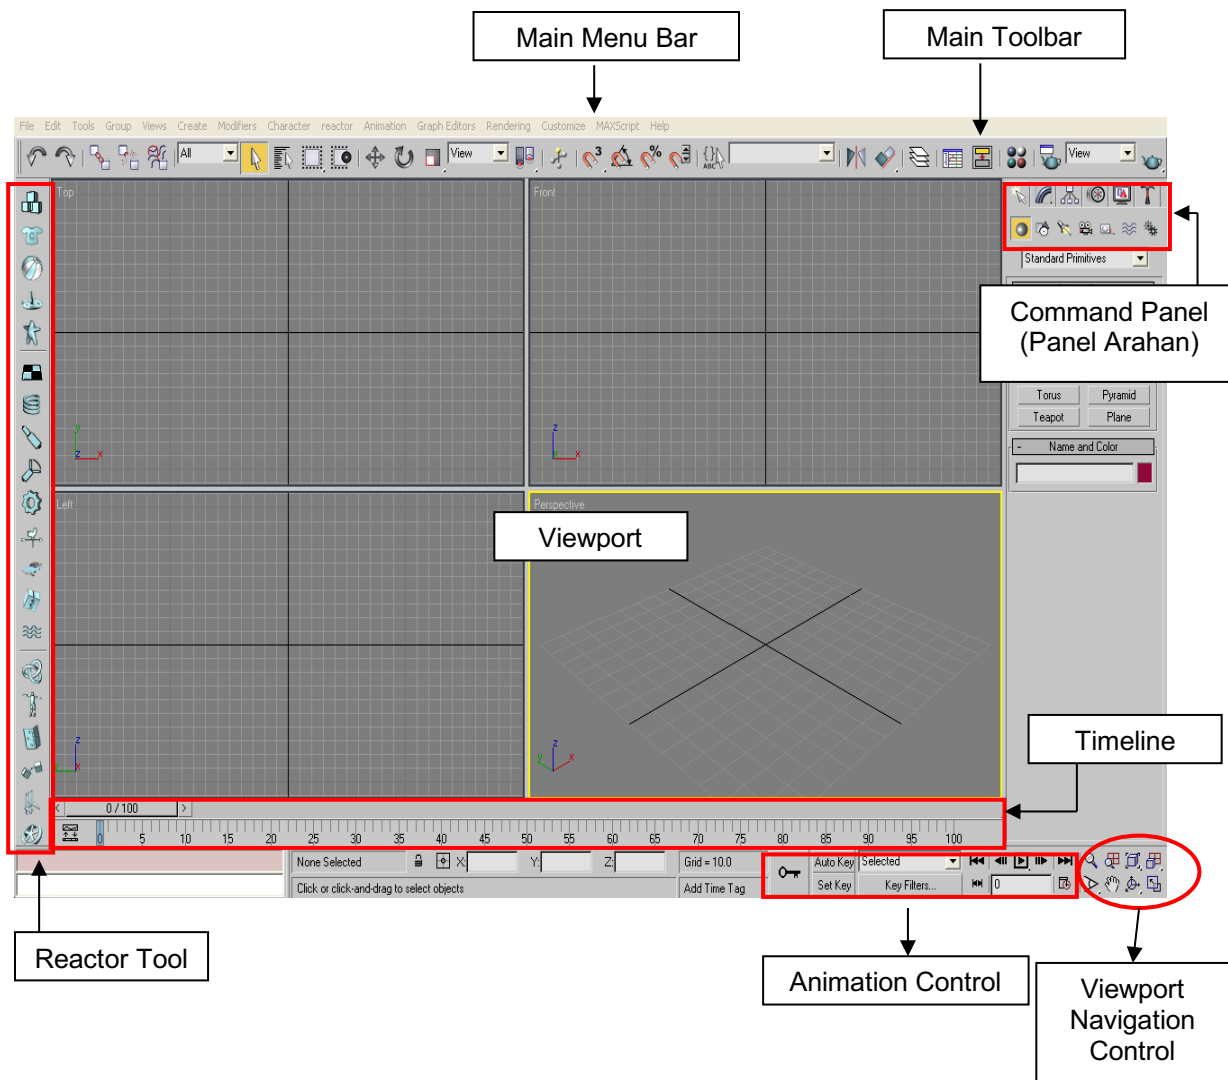 Main Menu Bar
Main Toolbar
File Edit Tools Group Views Create Modifiers Character reactor Animation Graph Editors Rendering Customize MAXScript Help
All
View
3
%
ABC
View
Top
Front
Standard Primitives
Command Panel
(Panel Arahan)
Torus Pyramid
Teapot Plane
- Name and Color
y
z x
z
y x
Left
Perspective
Viewport
Timeline
z
y x
z
y x
< 0 / 100 >
0 5 10 15 20 25 30 35 40 45 50 55 60 65 70 75 80 85 90 95 100
None Selected X: Y: Z: Grid = 10.0 Auto Key Selected
Click or click-and-drag to select objects Add Time Tag Set Key Key Filters... 0
Reactor Tool
Animation Control
Viewport
Navigation
Control